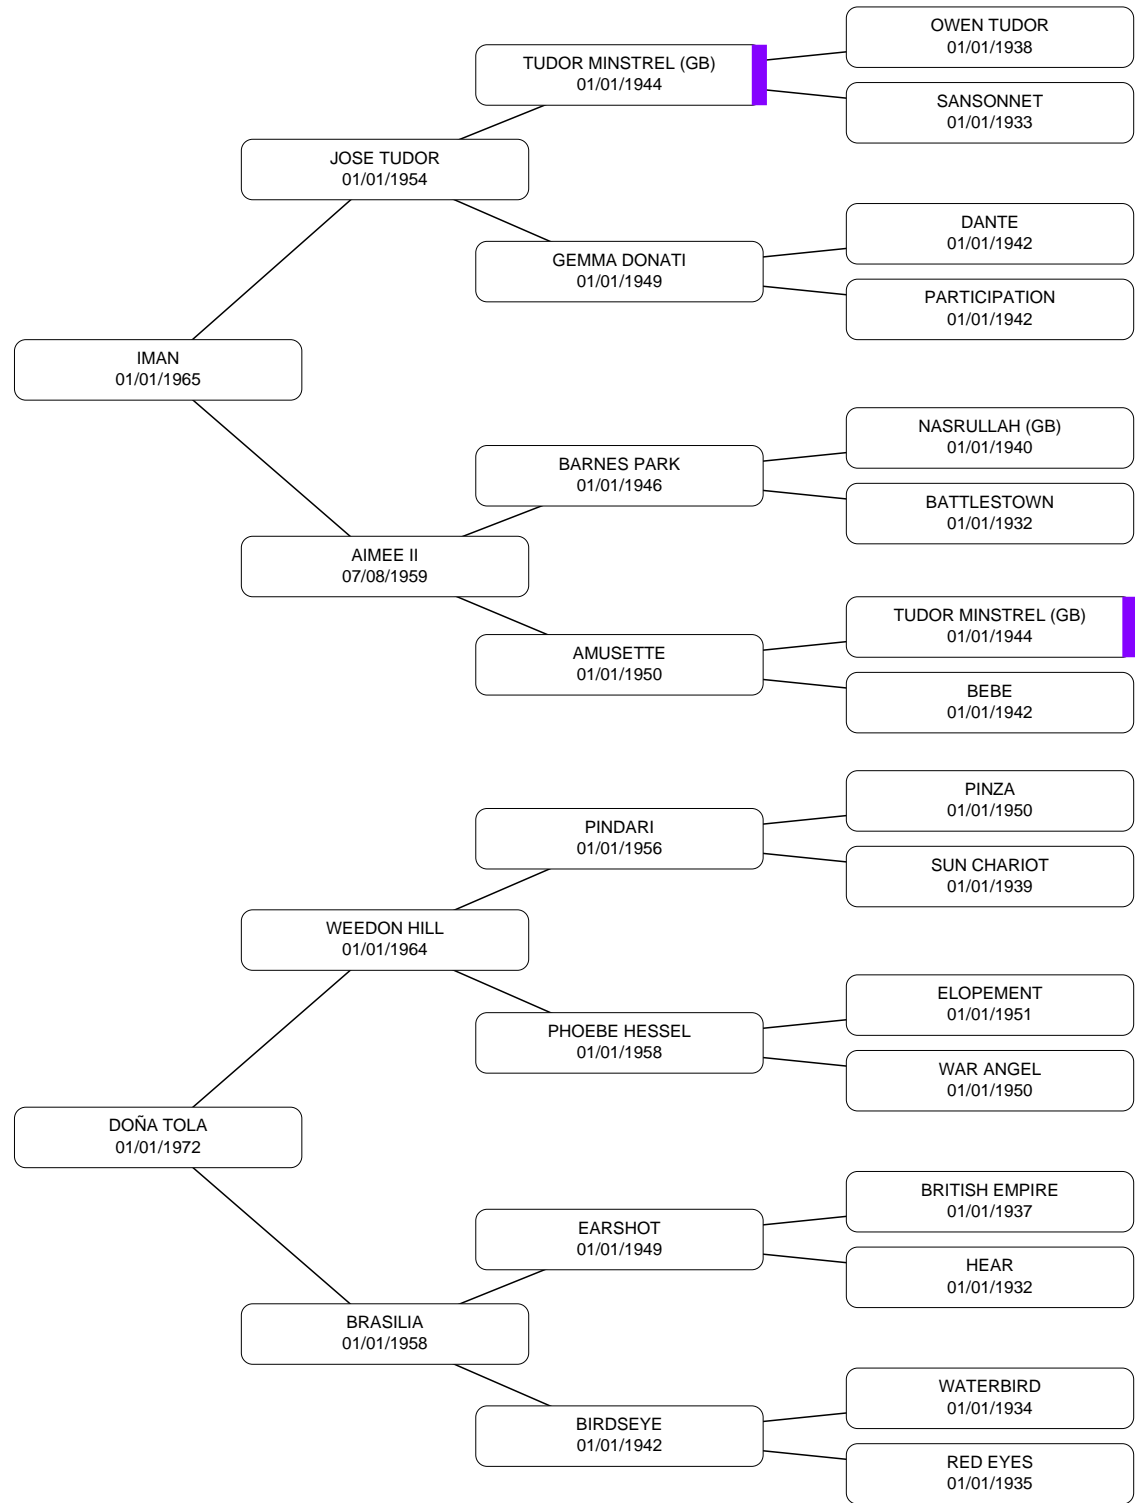 OWEN TUDOR
01/01/1938
TUDOR MINSTREL (GB)
01/01/1944
SANSONNET
01/01/1933
JOSE TUDOR
01/01/1954
DANTE
01/01/1942
GEMMA DONATI
01/01/1949
PARTICIPATION
01/01/1942
IMAN
01/01/1965
NASRULLAH (GB)
01/01/1940
BARNES PARK
01/01/1946
BATTLESTOWN
01/01/1932
AIMEE II
07/08/1959
TUDOR MINSTREL (GB)
01/01/1944
AMUSETTE
01/01/1950
BEBE
01/01/1942
PINZA
01/01/1950
PINDARI
01/01/1956
SUN CHARIOT
01/01/1939
WEEDON HILL
01/01/1964
ELOPEMENT
01/01/1951
PHOEBE HESSEL
01/01/1958
WAR ANGEL
01/01/1950
DOÑA TOLA
01/01/1972
BRITISH EMPIRE
01/01/1937
EARSHOT
01/01/1949
HEAR
01/01/1932
BRASILIA
01/01/1958
WATERBIRD
01/01/1934
BIRDSEYE
01/01/1942
RED EYES
01/01/1935